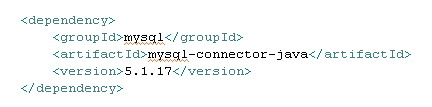 <dependency>
    <groupId>mysql</groupId>
    <artifactId>mysql-connector-java</artifactId>
    <version>5.1.17</version>
</dependency>